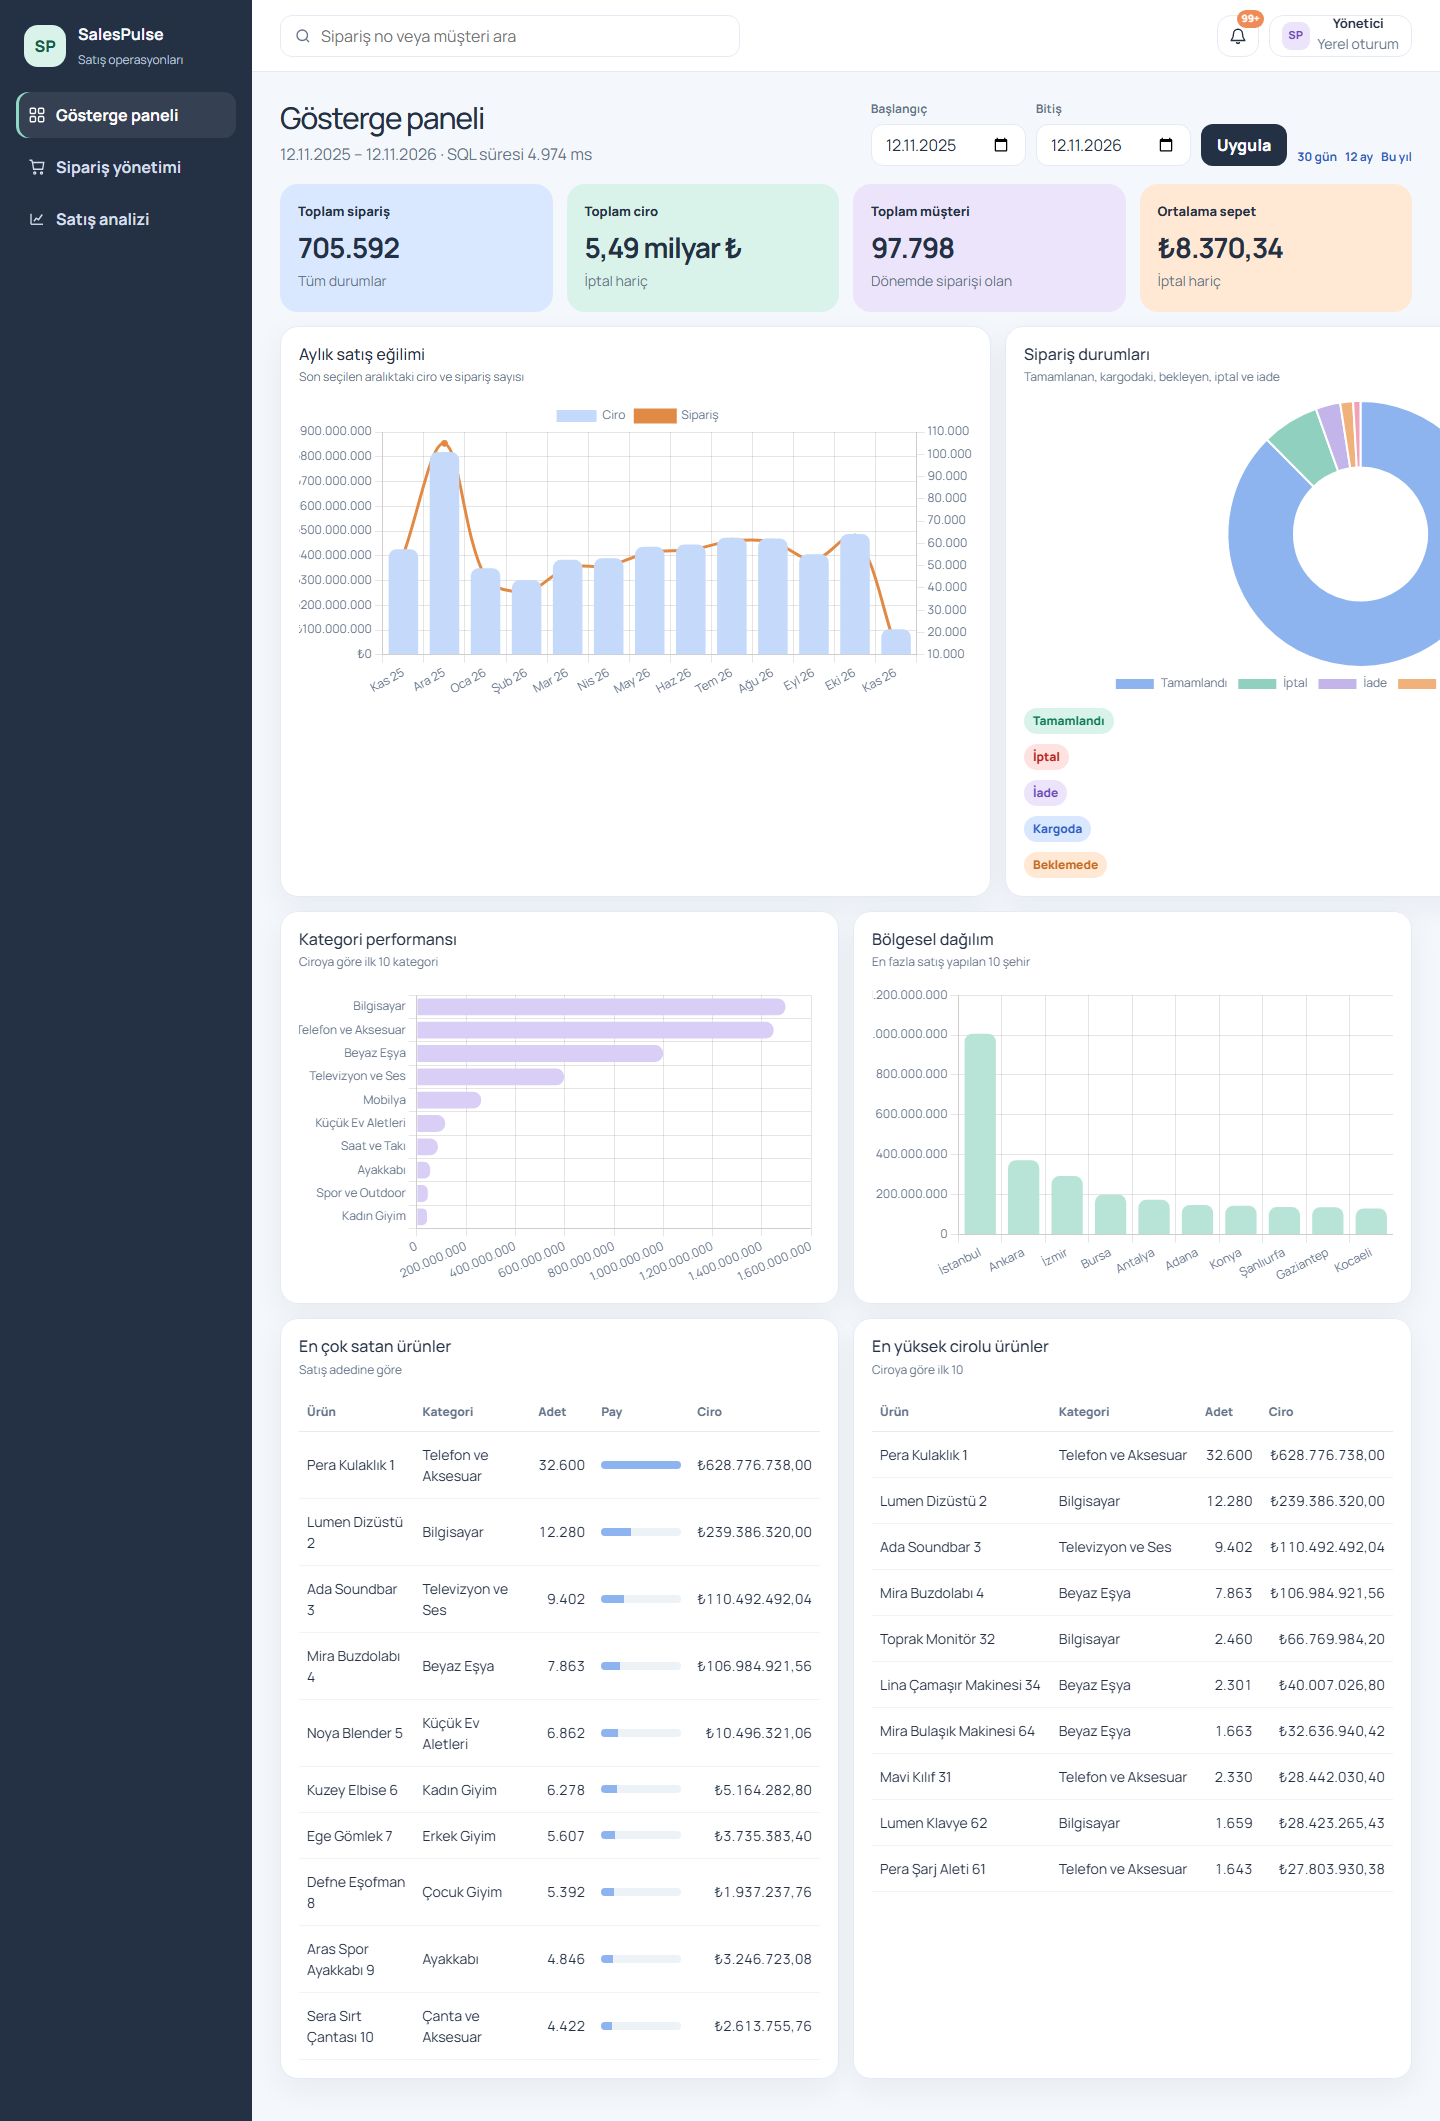 SP
SalesPulse
Satış operasyonları
Gösterge paneli
Sipariş yönetimi
Satış analizi
Sipariş no veya müşteri ara
99+
SP
Yönetici
Yerel oturum
Gösterge paneli
12.11.2025 – 12.11.2026 · SQL süresi 4.974 ms
Başlangıç
12.11.2025
Bitiş
12.11.2026
Uygula
30 gün 12 ay Bu yıl
Toplam sipariş
705.592
Tüm durumlar
Toplam ciro
5,49 milyar ₺
İptal hariç
Toplam müşteri
97.798
Dönemde siparişi olan
Ortalama sepet
₺8.370,34
İptal hariç
Aylık satış eğilimi
Son seçilen aralıktaki ciro ve sipariş sayısı
Ciro Sipariş
900.000.000
800.000.000
700.000.000
600.000.000
500.000.000
400.000.000
300.000.000
200.000.000
100.000.000
₺0
110.000
100.000
90.000
80.000
70.000
60.000
50.000
40.000
30.000
20.000
10.000
Kas 25 Ara 25 Oca 26 Şub 26 Mar 26 Nis 26 May 26 Haz 26 Tem 26 Ağu 26 Eyl 26 Eki 26 Kas 26
Sipariş durumları
Tamamlanan, kargodaki, bekleyen, iptal ve iade
Tamamlandı İptal İade
Tamamlandı
İptal
İade
Kargoda
Beklemede
Kategori performansı
Ciroya göre ilk 10 kategori
Bilgisayar
Telefon ve Aksesuar
Beyaz Eşya
Televizyon ve Ses
Mobilya
Küçük Ev Aletleri
Saat ve Takı
Ayakkabı
Spor ve Outdoor
Kadın Giyim
0 200.000.000 400.000.000 600.000.000 800.000.000 1.000.000.000 1.200.000.000 1.400.000.000 1.600.000.000
Bölgesel dağılım
En fazla satış yapılan 10 şehir
.200.000.000
.000.000.000
800.000.000
600.000.000
400.000.000
200.000.000
0
İstanbul Ankara İzmir Bursa Antalya Adana Konya Şanlıurfa Gaziantep Kocaeli
En çok satan ürünler
Satış adedine göre
Ürün Kategori Adet Pay Ciro
Pera Kulaklık 1 Telefon ve Aksesuar 32.600 ₺628.776.738,00
Lumen Dizüstü 2 Bilgisayar 12.280 ₺239.386.320,00
Ada Soundbar 3 Televizyon ve Ses 9.402 ₺110.492.492,04
Mira Buzdolabı 4 Beyaz Eşya 7.863 ₺106.984.921,56
Noya Blender 5 Küçük Ev Aletleri 6.862 ₺10.496.321,06
Kuzey Elbise 6 Kadın Giyim 6.278 ₺5.164.282,80
Ege Gömlek 7 Erkek Giyim 5.607 ₺3.735.383,40
Defne Eşofman 8 Çocuk Giyim 5.392 ₺1.937.237,76
Aras Spor Ayakkabı 9 Ayakkabı 4.846 ₺3.246.723,08
Sera Sırt Çantası 10 Çanta ve Aksesuar 4.422 ₺2.613.755,76
En yüksek cirolu ürünler
Ciroya göre ilk 10
Ürün Kategori Adet Ciro
Pera Kulaklık 1 Telefon ve Aksesuar 32.600 ₺628.776.738,00
Lumen Dizüstü 2 Bilgisayar 12.280 ₺239.386.320,00
Ada Soundbar 3 Televizyon ve Ses 9.402 ₺110.492.492,04
Mira Buzdolabı 4 Beyaz Eşya 7.863 ₺106.984.921,56
Toprak Monitör 32 Bilgisayar 2.460 ₺66.769.984,20
Lina Çamaşır Makinesi 34 Beyaz Eşya 2.301 ₺40.007.026,80
Mira Bulaşık Makinesi 64 Beyaz Eşya 1.663 ₺32.636.940,42
Mavi Kılıf 31 Telefon ve Aksesuar 2.330 ₺28.442.030,40
Lumen Klavye 62 Bilgisayar 1.659 ₺28.423.265,43
Pera Şarj Aleti 61 Telefon ve Aksesuar 1.643 ₺27.803.930,38